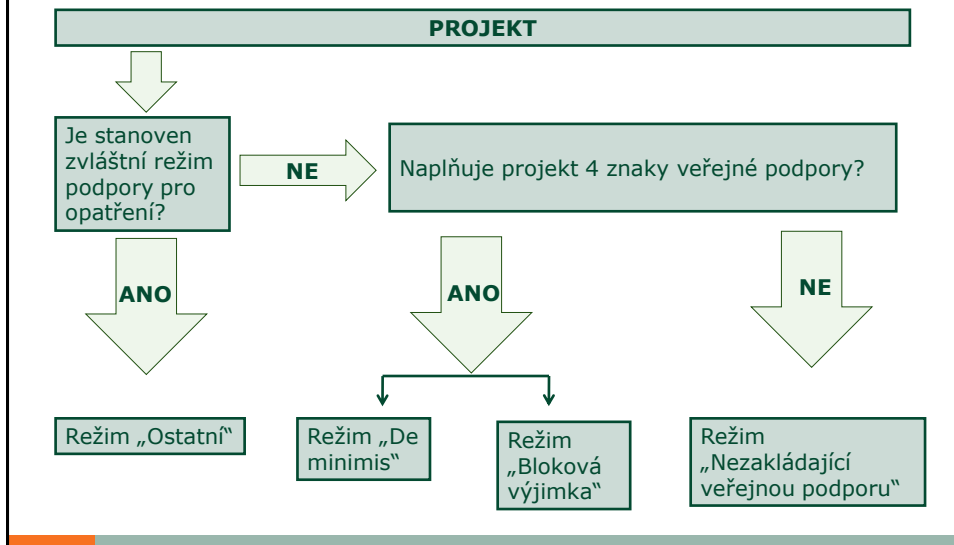 PROJEKT
Je stanoven
zvláštní režim
podpory pro
opatření?
NE
Naplňuje projekt 4 znaky veřejné podpory?
ANO
ANO
NE
Režim „Ostatní“
Režim „De
minimis“
Režim
„Bloková
výjimka“
Režim
„Nezakládající
veřejnou podporu“